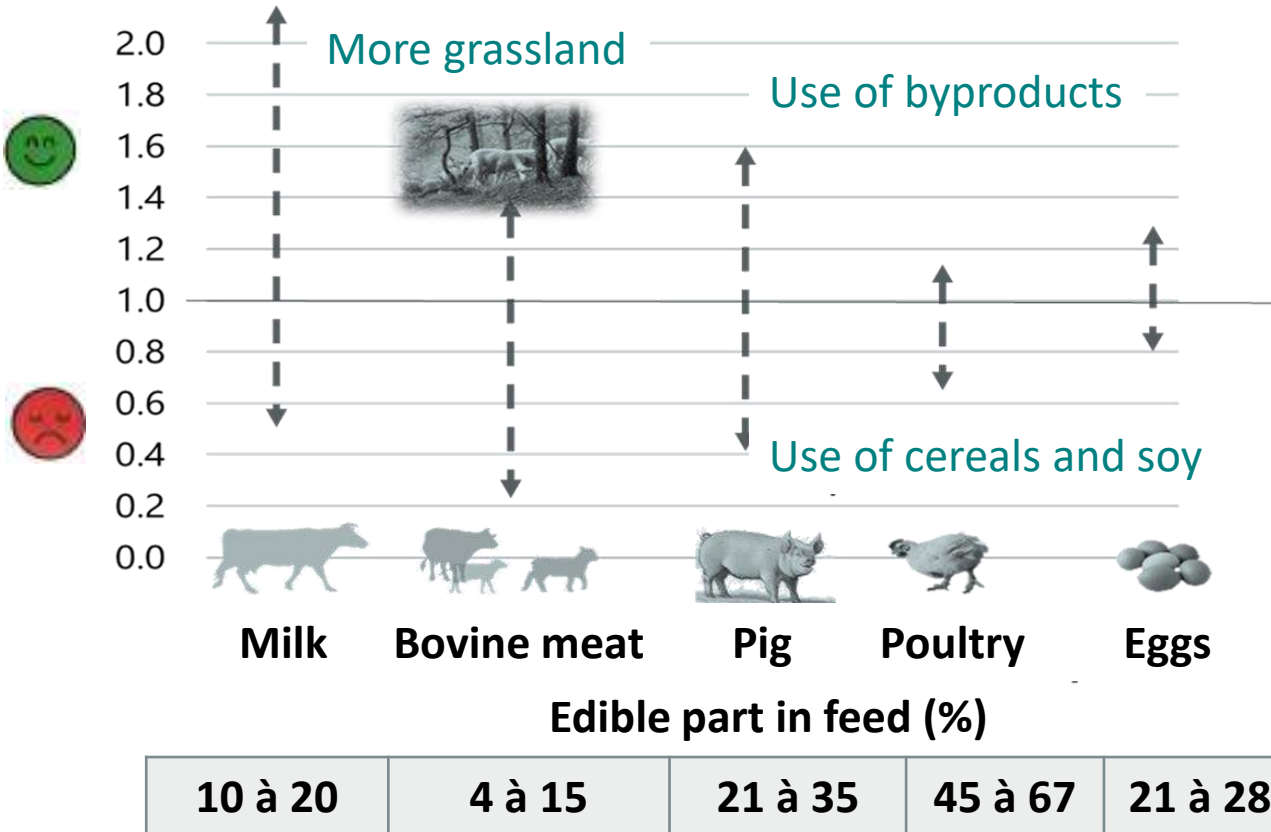 2.0
More grassland
1.8
Use of byproducts
1.6
1.4
1.2
1.0
0.8
0.6
0.4
Use of cereals and soy
0.2
0.0
Milk Bovine meat Pig Poultry Eggs
Edible part in feed (%)
10 à 20 4 à 15 21 à 35 45 à 67 21 à 28